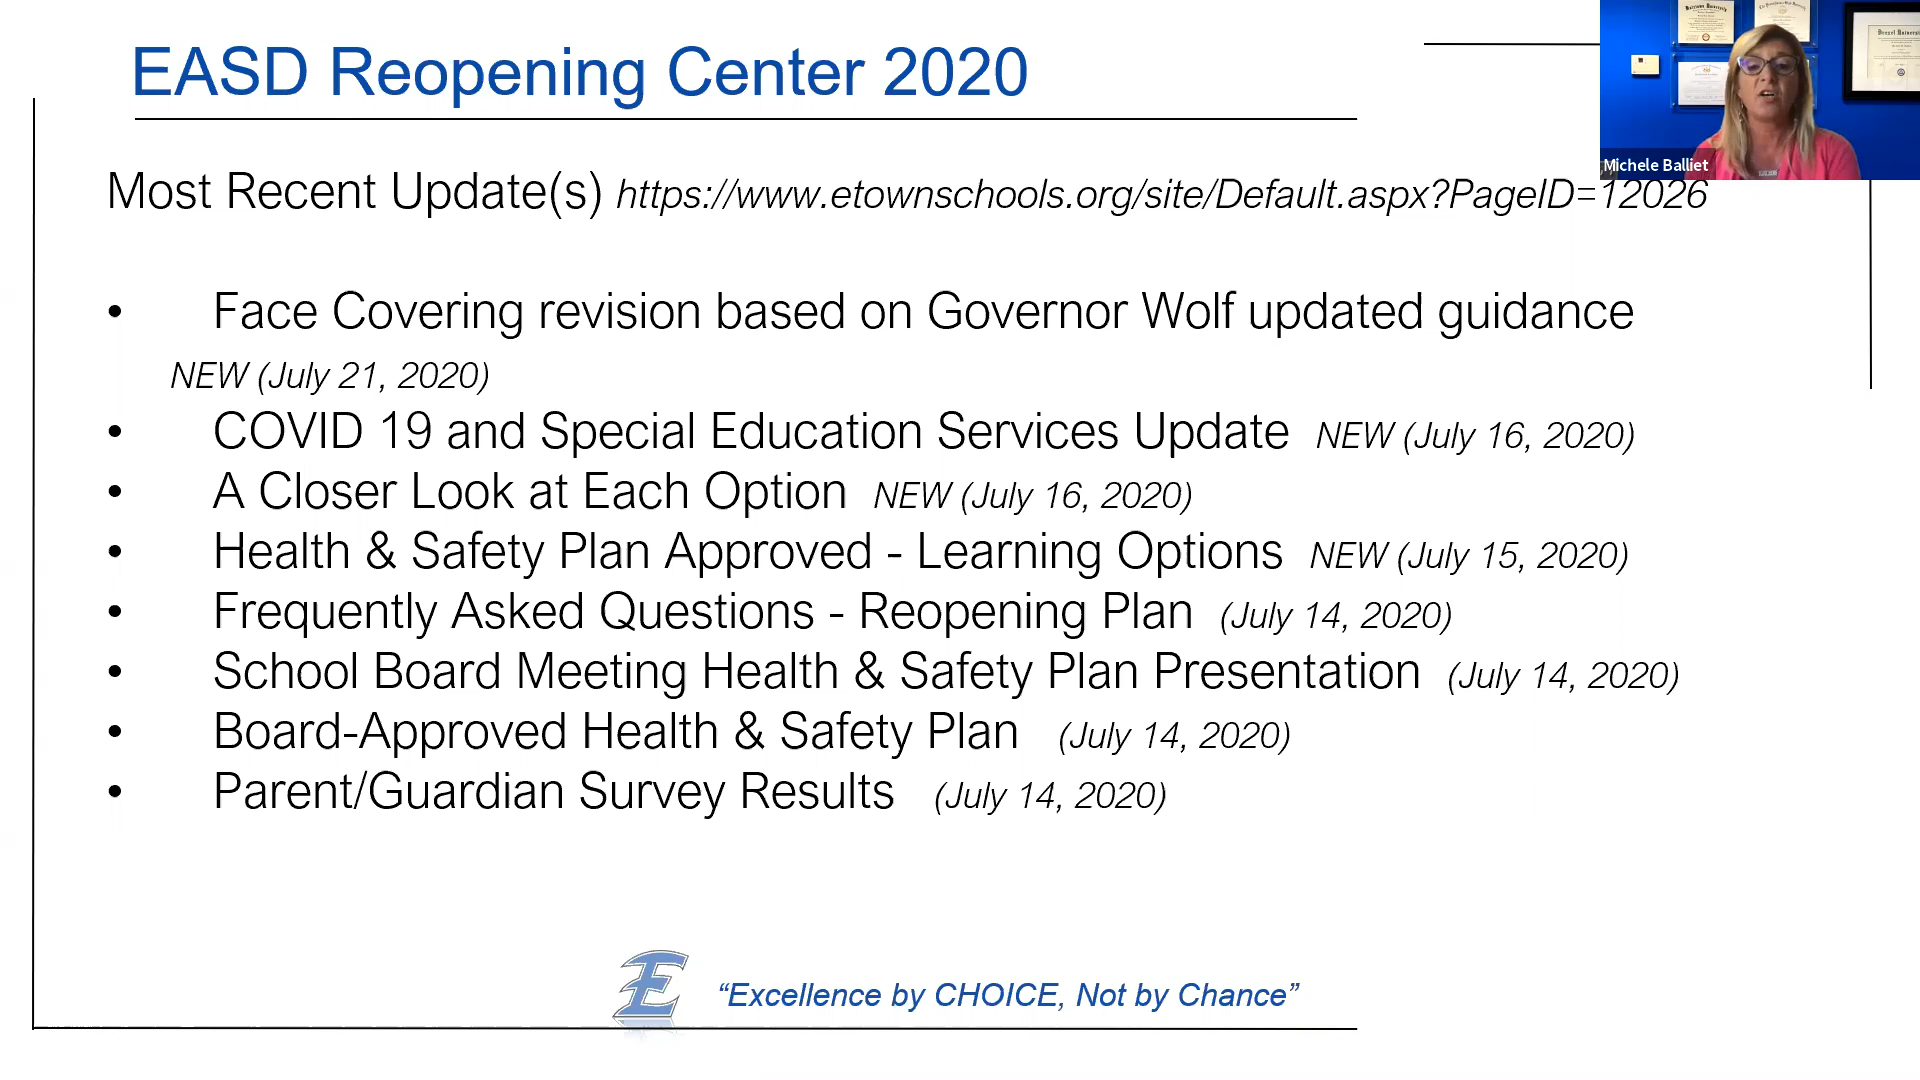 EASD Reopening Center 2020
Michele Balliet
Most Recent Update(s) https://www.etownschools.org/site/Default.aspx?PageID=12026
• Face Covering revision based on Governor Wolf updated guidance
NEW (July 21, 2020)
• COVID 19 and Special Education Services Update NEW (July 16, 2020)
• A Closer Look at Each Option NEW (July 16, 2020)
• Health & Safety Plan Approved - Learning Options NEW (July 15, 2020)
• Frequently Asked Questions - Reopening Plan (July 14, 2020)
• School Board Meeting Health & Safety Plan Presentation (July 14, 2020)
• Board-Approved Health & Safety Plan (July 14, 2020)
• Parent/Guardian Survey Results (July 14, 2020)
E
“Excellence by CHOICE, Not by Chance”